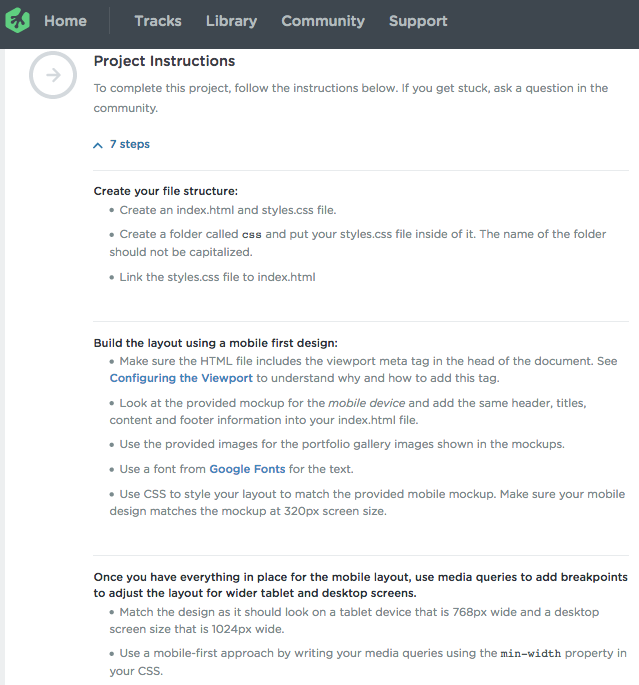 Home Tracks Library Community Support
Project Instructions
To complete this project, follow the instructions below. If you get stuck, ask a question in the
community.
7 steps
Create your file structure:
• Create an index.html and styles.css file.
• Create a folder called css and put your styles.css file inside of it. The name of the folder
should not be capitalized.
• Link the styles.css file to index.html
Build the layout using a mobile first design:
• Make sure the HTML file includes the viewport meta tag in the head of the document. See
Configuring the Viewport to understand why and how to add this tag.
• Look at the provided mockup for the mobile device and add the same header, titles,
content and footer information into your index.html file.
• Use the provided images for the portfolio gallery images shown in the mockups.
• Use a font from Google Fonts for the text.
• Use CSS to style your layout to match the provided mobile mockup. Make sure your mobile
design matches the mockup at 320px screen size.
Once you have everything in place for the mobile layout, use media queries to add breakpoints
to adjust the layout for wider tablet and desktop screens.
• Match the design as it should look on a tablet device that is 768px wide and a desktop
screen size that is 1024px wide.
• Use a mobile-first approach by writing your media queries using the min-width property in
your CSS.